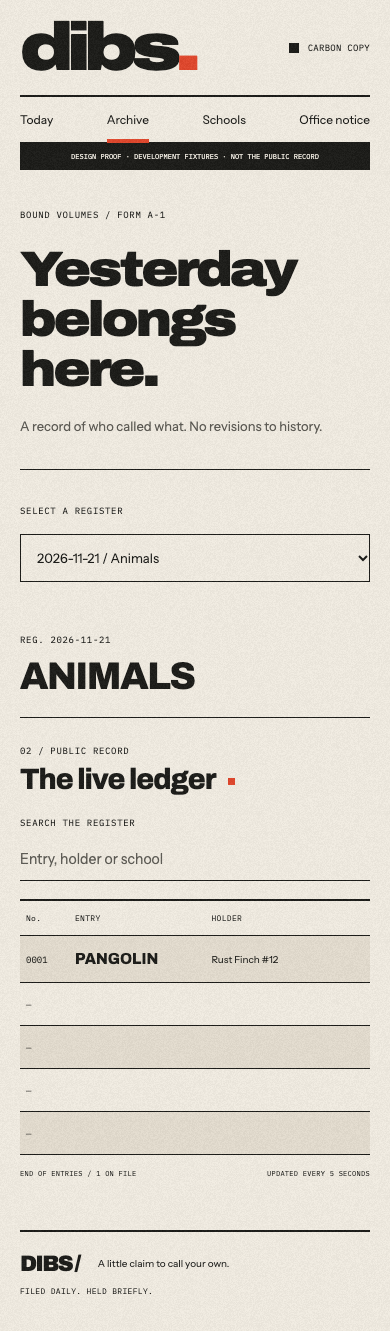 dibs.
CARBON COPY
Today Archive Schools Office notice
DESIGN PROOF · DEVELOPMENT FIXTURES · NOT THE PUBLIC RECORD
BOUND VOLUMES / FORM A-1
Yesterday
belongs
here.
A record of who called what. No revisions to history.
SELECT A REGISTER
2026-11-21 / Animals
REG. 2026-11-21
ANIMALS
02 / PUBLIC RECORD
The live ledger
SEARCH THE REGISTER
Entry, holder or school
No. ENTRY HOLDER
0001 PANGOLIN Rust Finch #12
—
—
—
—
END OF ENTRIES / 1 ON FILE UPDATED EVERY 5 SECONDS
DIBS/ A little claim to call your own.
FILED DAILY. HELD BRIEFLY.